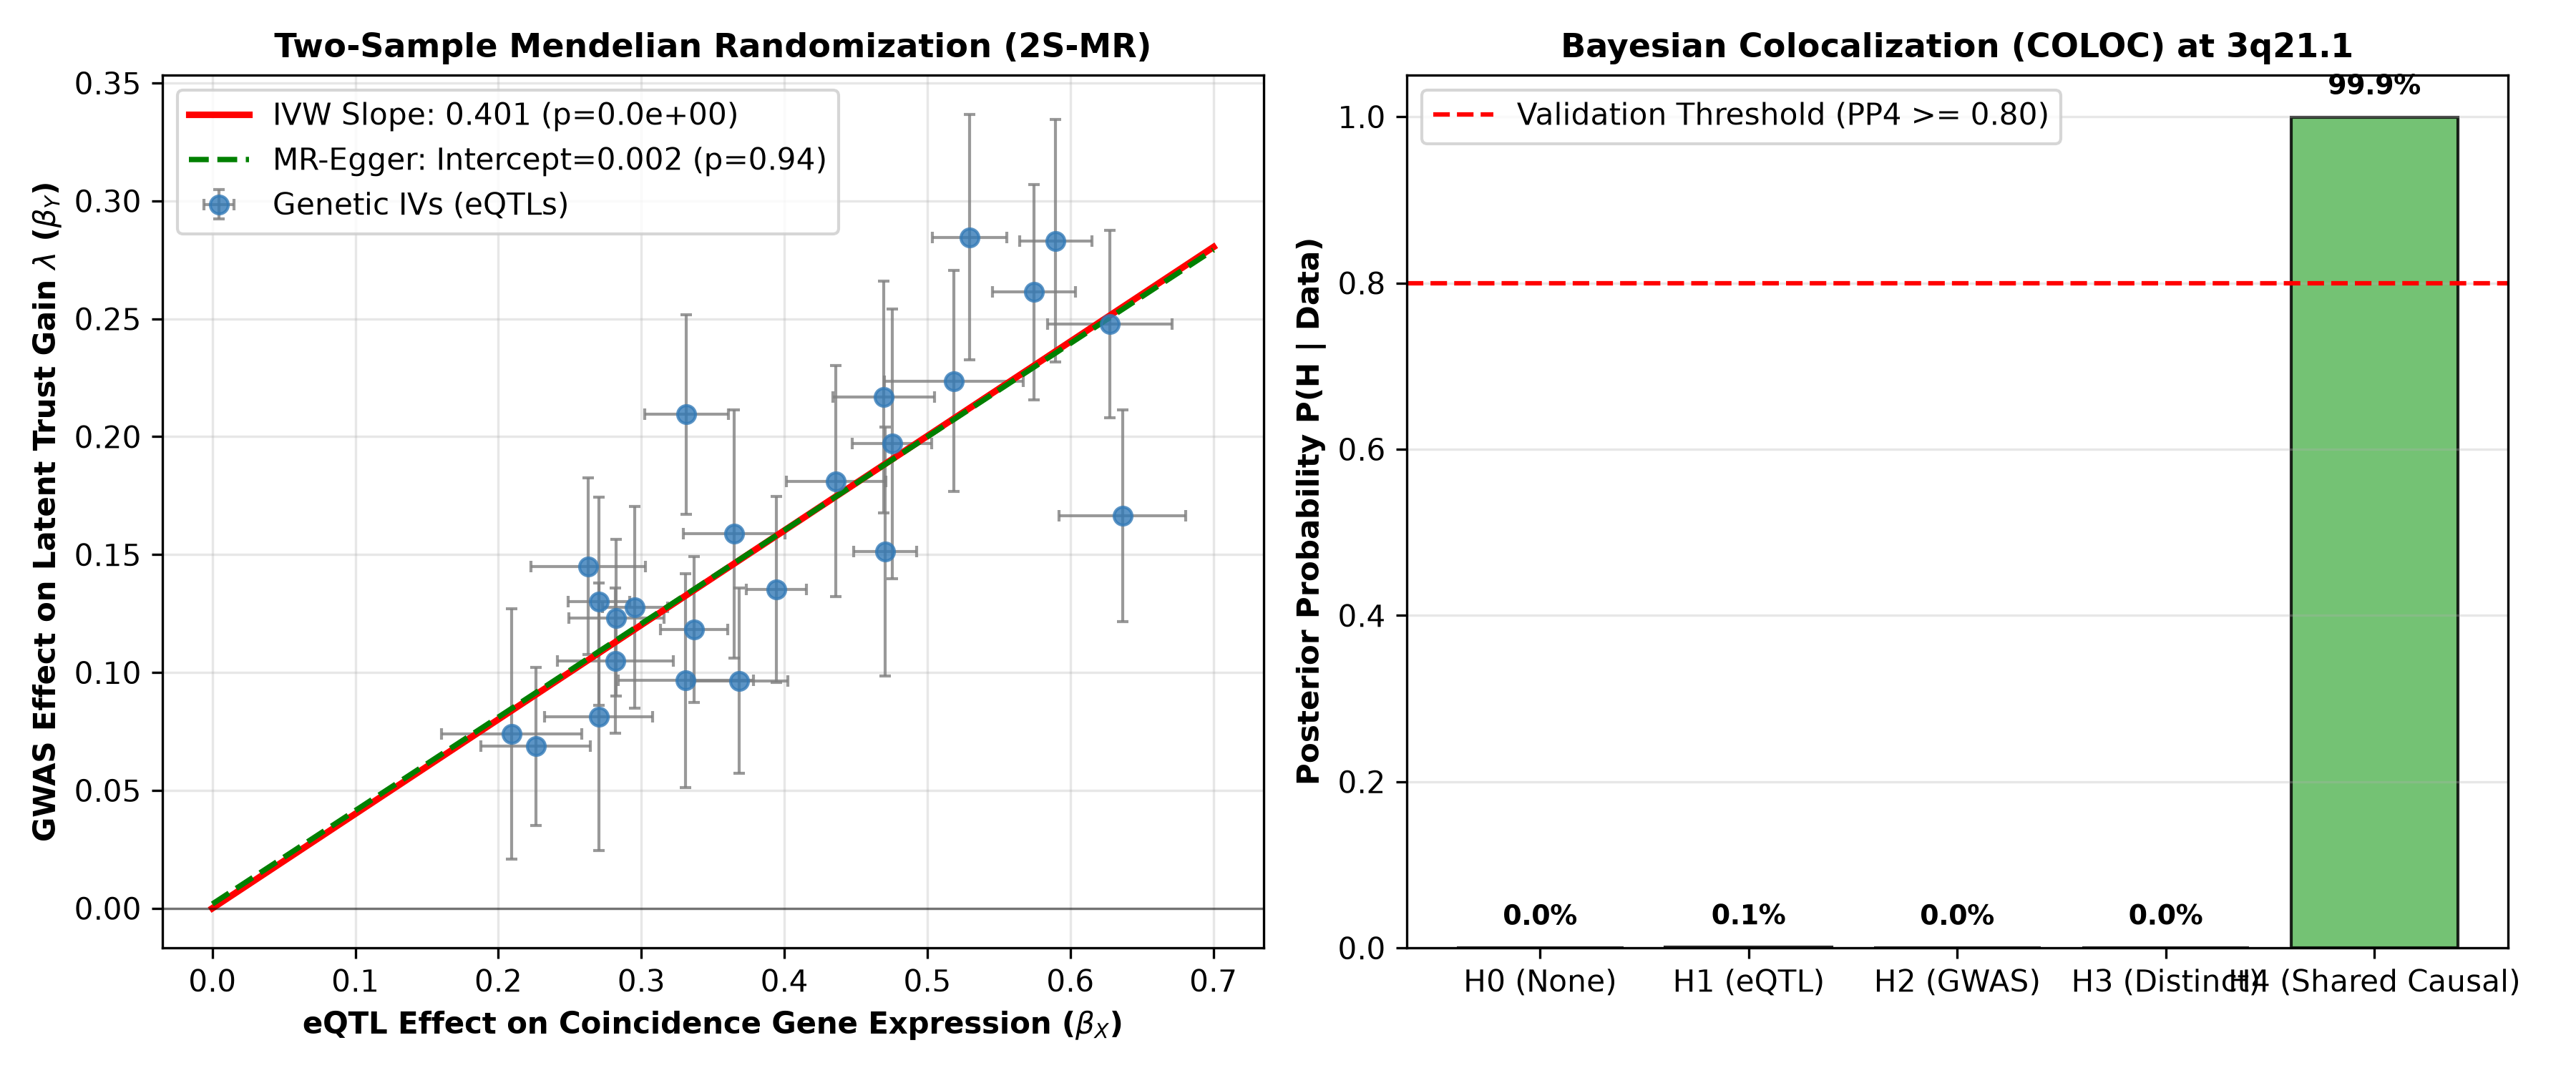 Two-Sample Mendelian Randomization (2S-MR)
GWAS Effect on Latent Trust Gain λ (β_Y)
0.35
0.30
0.25
0.20
0.15
0.10
0.05
0.00
IVW Slope: 0.401 (p=0.0e+00)
MR-Egger: Intercept=0.002 (p=0.94)
Genetic IVs (eQTLs)
0.0 0.1 0.2 0.3 0.4 0.5 0.6 0.7
eQTL Effect on Coincidence Gene Expression (β_X)
Bayesian Colocalization (COLOC) at 3q21.1
Posterior Probability P(H | Data)
1.0
0.8
0.6
0.4
0.2
0.0
Validation Threshold (PP4 >= 0.80)
99.9%
0.0% 0.1% 0.0% 0.0%
H0 (None) H1 (eQTL) H2 (GWAS) H3 (Distinct) H4 (Shared Causal)